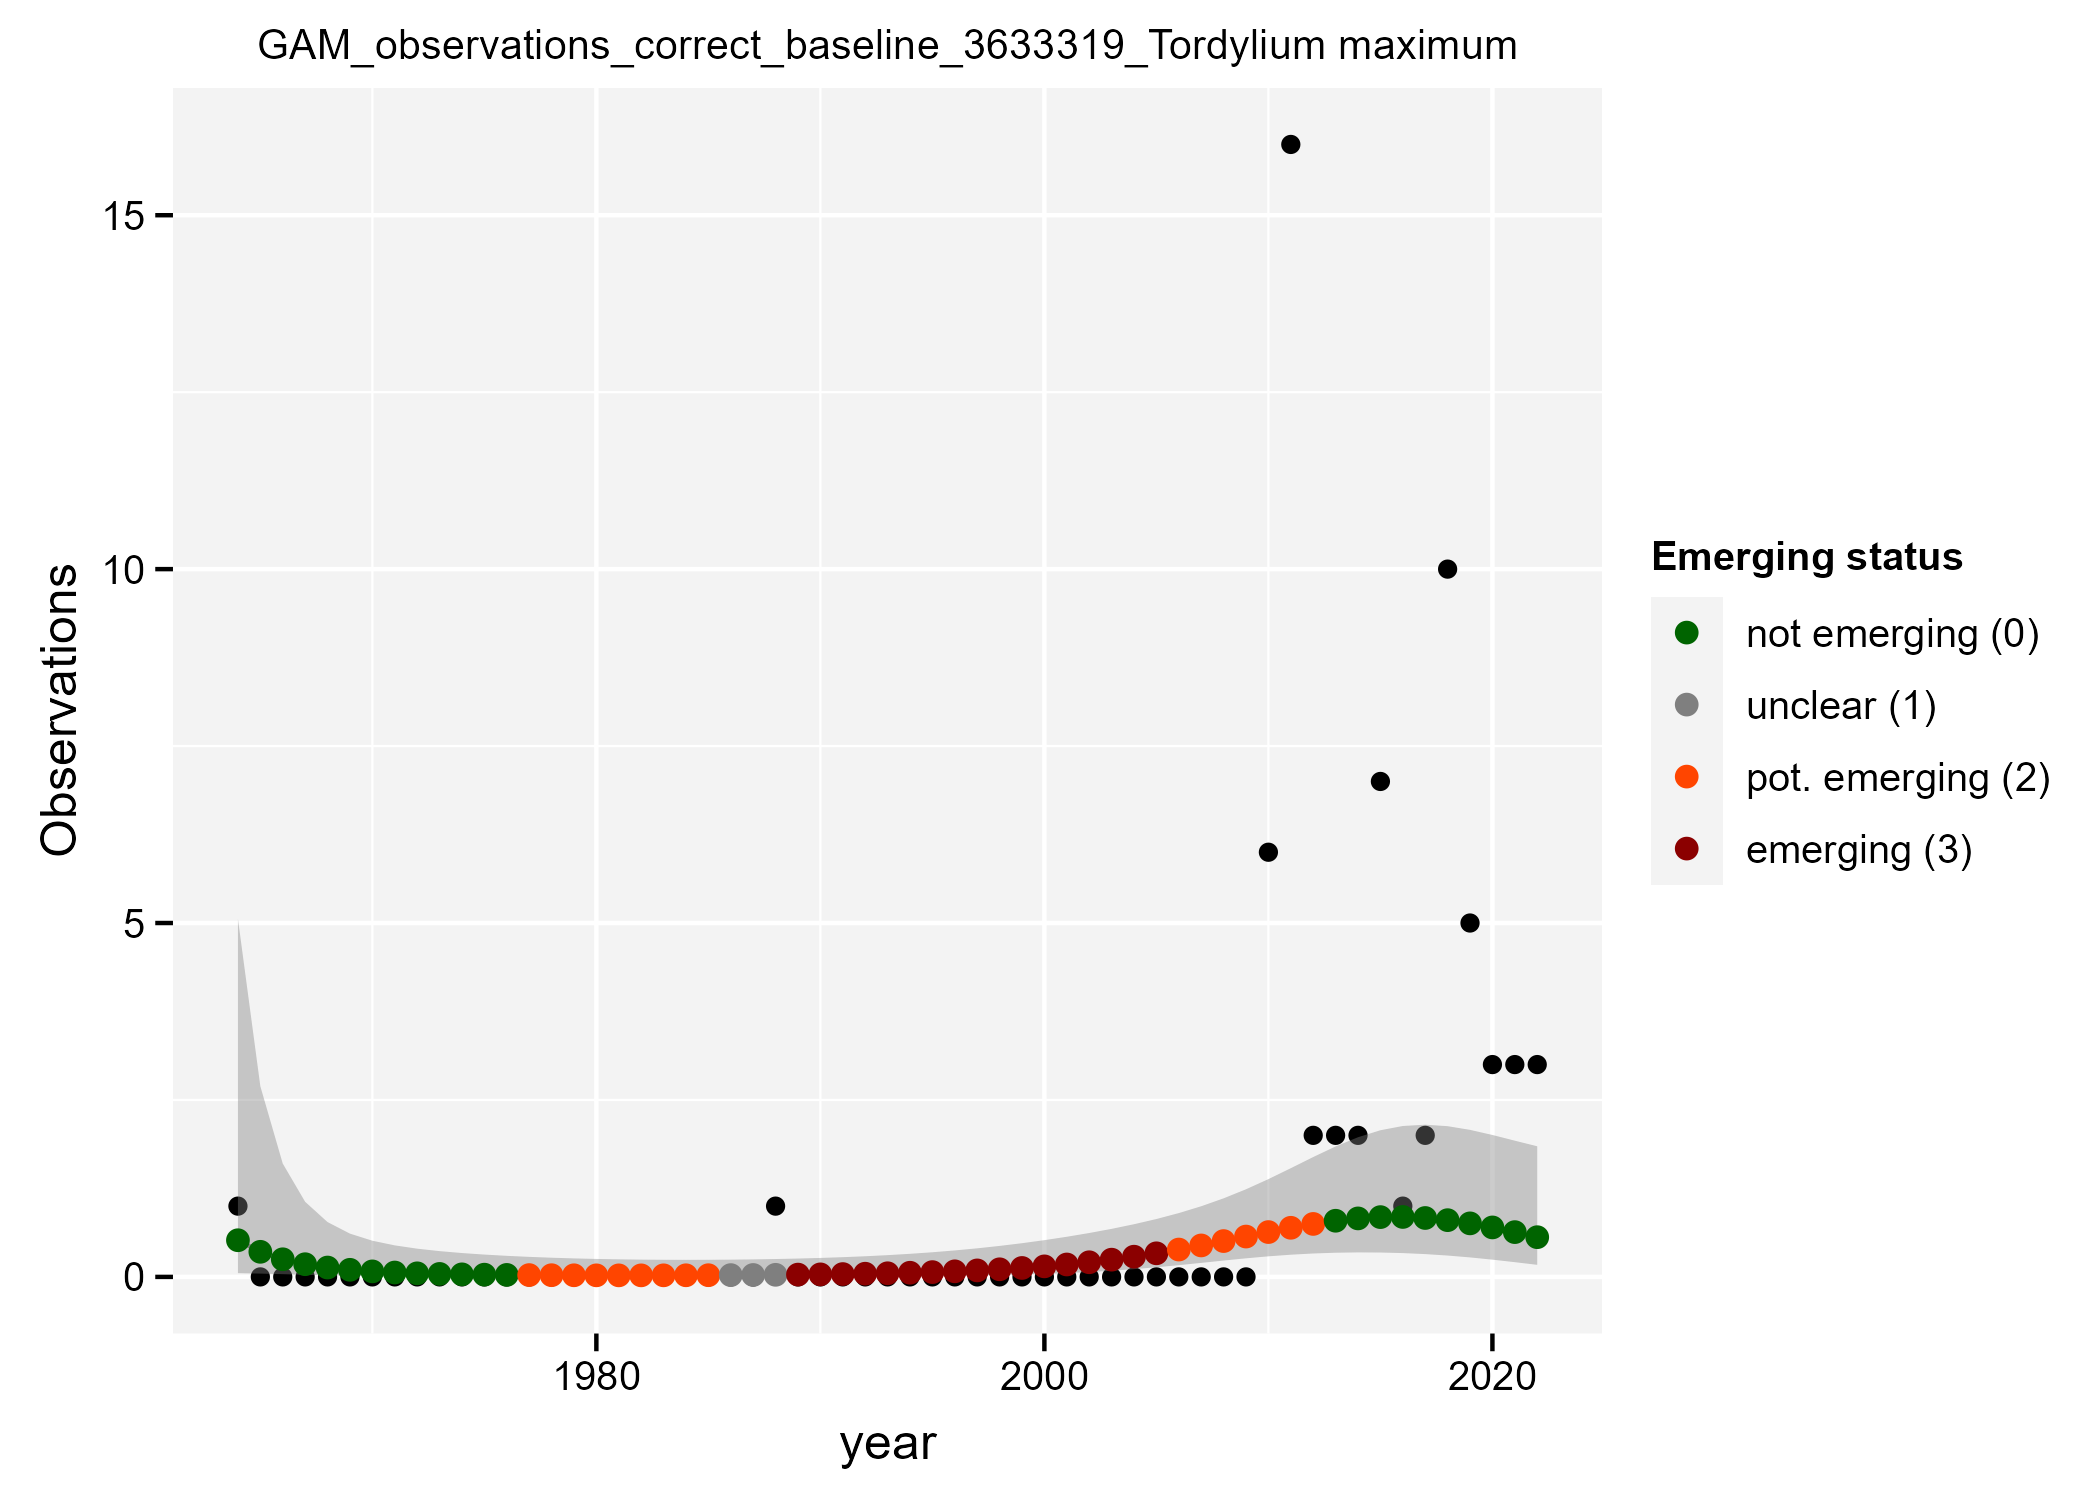 GAM_observations_correct_baseline_3633319_Tordylium maximum
15
10
5
0
Observations
1980
2000
2020
year
Emerging status
not emerging (0)
unclear (1)
pot. emerging (2)
emerging (3)